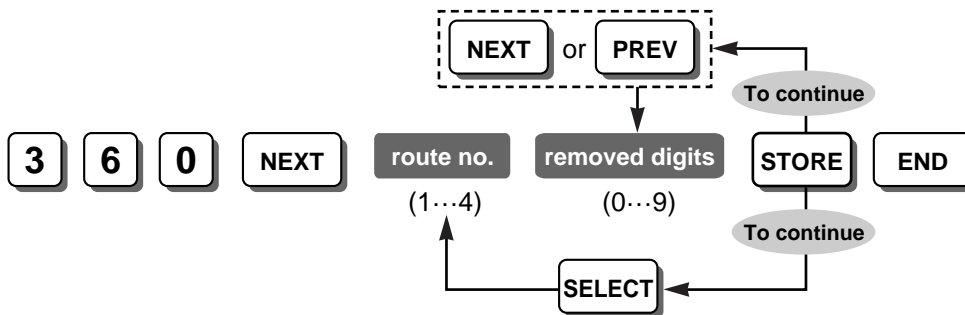 NEXT or PREV
To continue
3 6 0 NEXT route no. removed digits STORE END
(1···4) (0···9)
To continue
SELECT